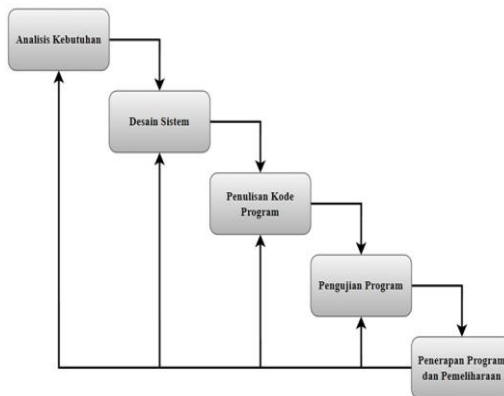 Analisis Kebutuhan
Desain Sistem
Penulisan Kode
Program
Pengujian Program
Penerapan Program
dan Pemeliharaan